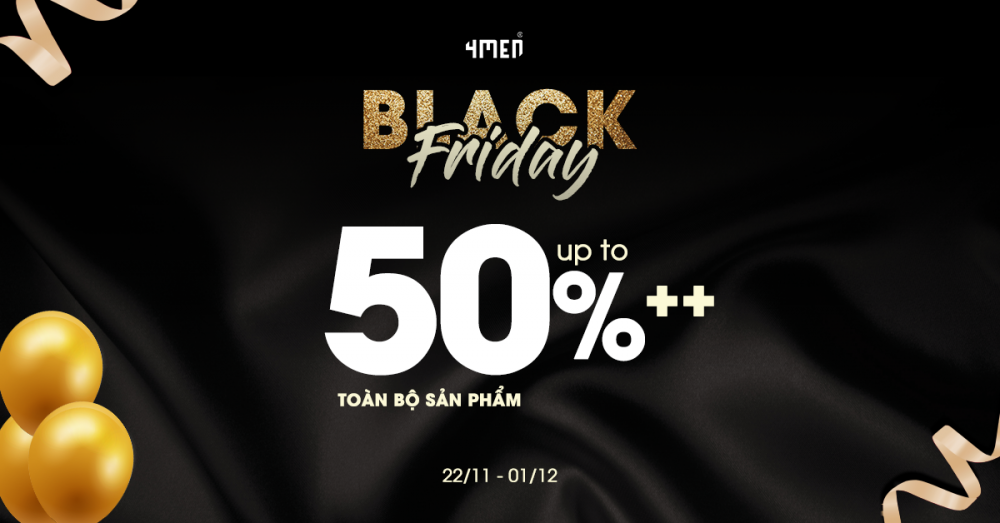 4MEN®
BLACK
Friday
up to
50%++
TOÀN BỘ SẢN PHẨM
22/11 - 01/12